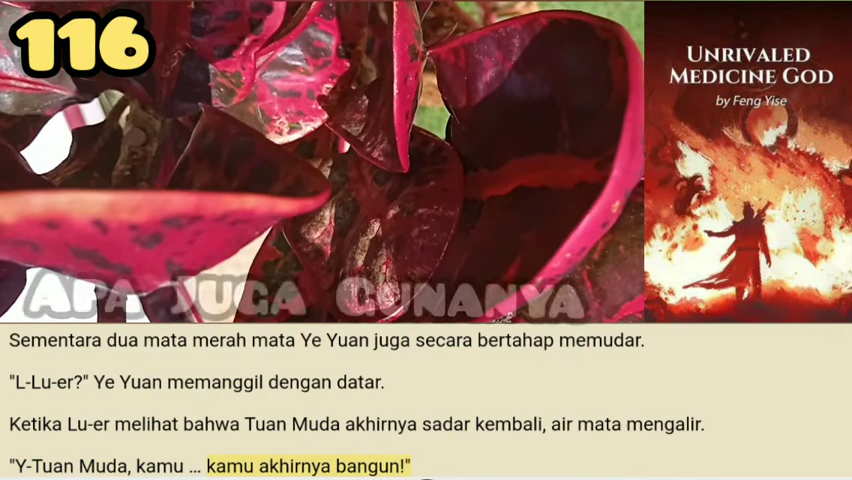 116
UNRIVALED
MEDICINE GOD
by Feng Yise
APA JUGA GUNANYA
Sementara dua mata merah mata Ye Yuan juga secara bertahap memudar.
"L-Lu-er?" Ye Yuan memanggil dengan datar.
Ketika Lu-er melihat bahwa Tuan Muda akhirnya sadar kembali, air mata mengalir.
"Y-Tuan Muda, kamu ... kamu akhirnya bangun!"